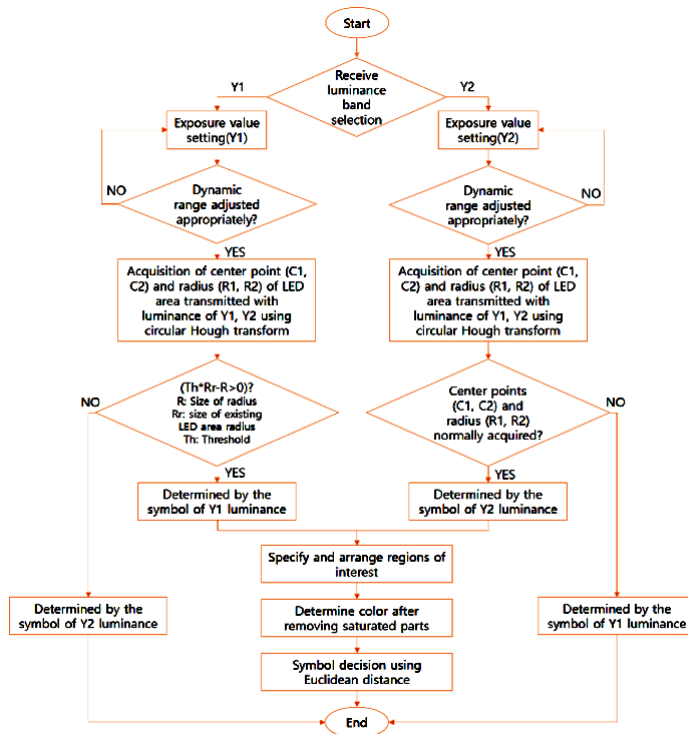 Start
Receive
luminance
band
selection
Y1
Y2
Exposure value
setting(Y1)
Exposure value
setting(Y2)
NO
Dynamic
range adjusted
appropriately?
Dynamic
range adjusted
appropriately?
NO
YES
YES
Acquisition of center point (C1,
C2) and radius (R1, R2) of LED
area transmitted with
luminance of Y1, Y2 using
circular Hough transform
Acquisition of center point (C1,
C2) and radius (R1, R2) of LED
area transmitted with
luminance of Y1, Y2 using
circular Hough transform
NO
(Th*Rr-R>0)?
R: Size of radius
Rr: size of existing
LED area radius
Th: Threshold
Center points
(C1, C2) and
radius (R1, R2)
normally acquired?
NO
YES
YES
Determined by the
symbol of Y1 luminance
Determined by the
symbol of Y2 luminance
Specify and arrange regions of
interest
Determined by the
symbol of Y2 luminance
Determine color after
removing saturated parts
Determined by the
symbol of Y1 luminance
Symbol decision using
Euclidean distance
End